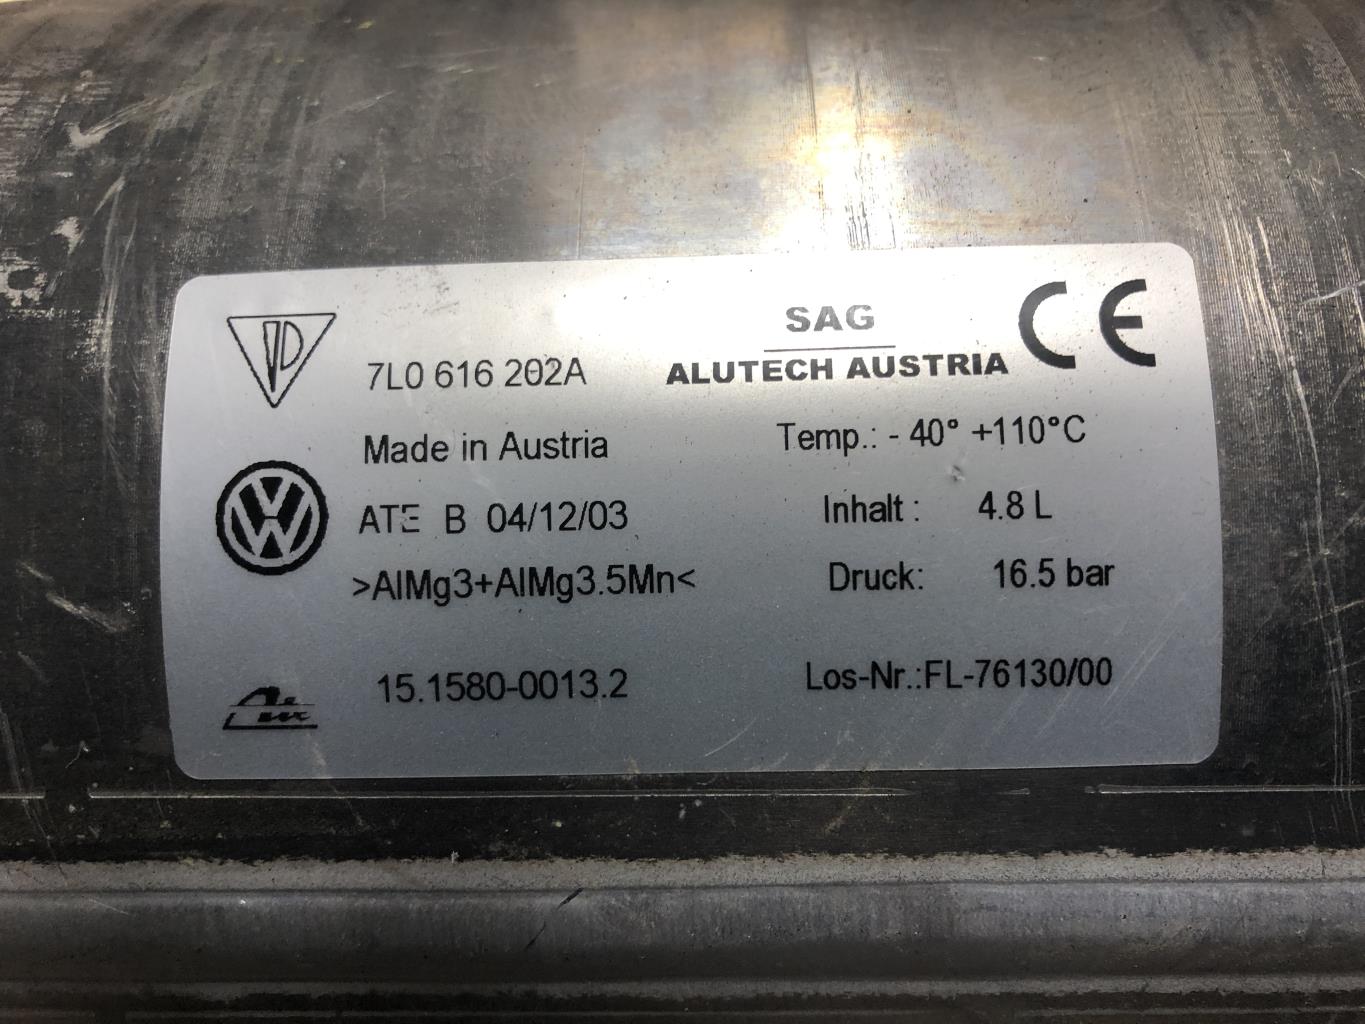 7L0 616 202A
SAG
ALUTECH AUSTRIA
CE
Made in Austria
Temp.: - 40° +110°C
ATE B 04/12/03
Inhalt : 4.8 L
>AlMg3+AlMg3.5Mn<
Druck: 16.5 bar
15.1580-0013.2
Los-Nr.:FL-76130/00